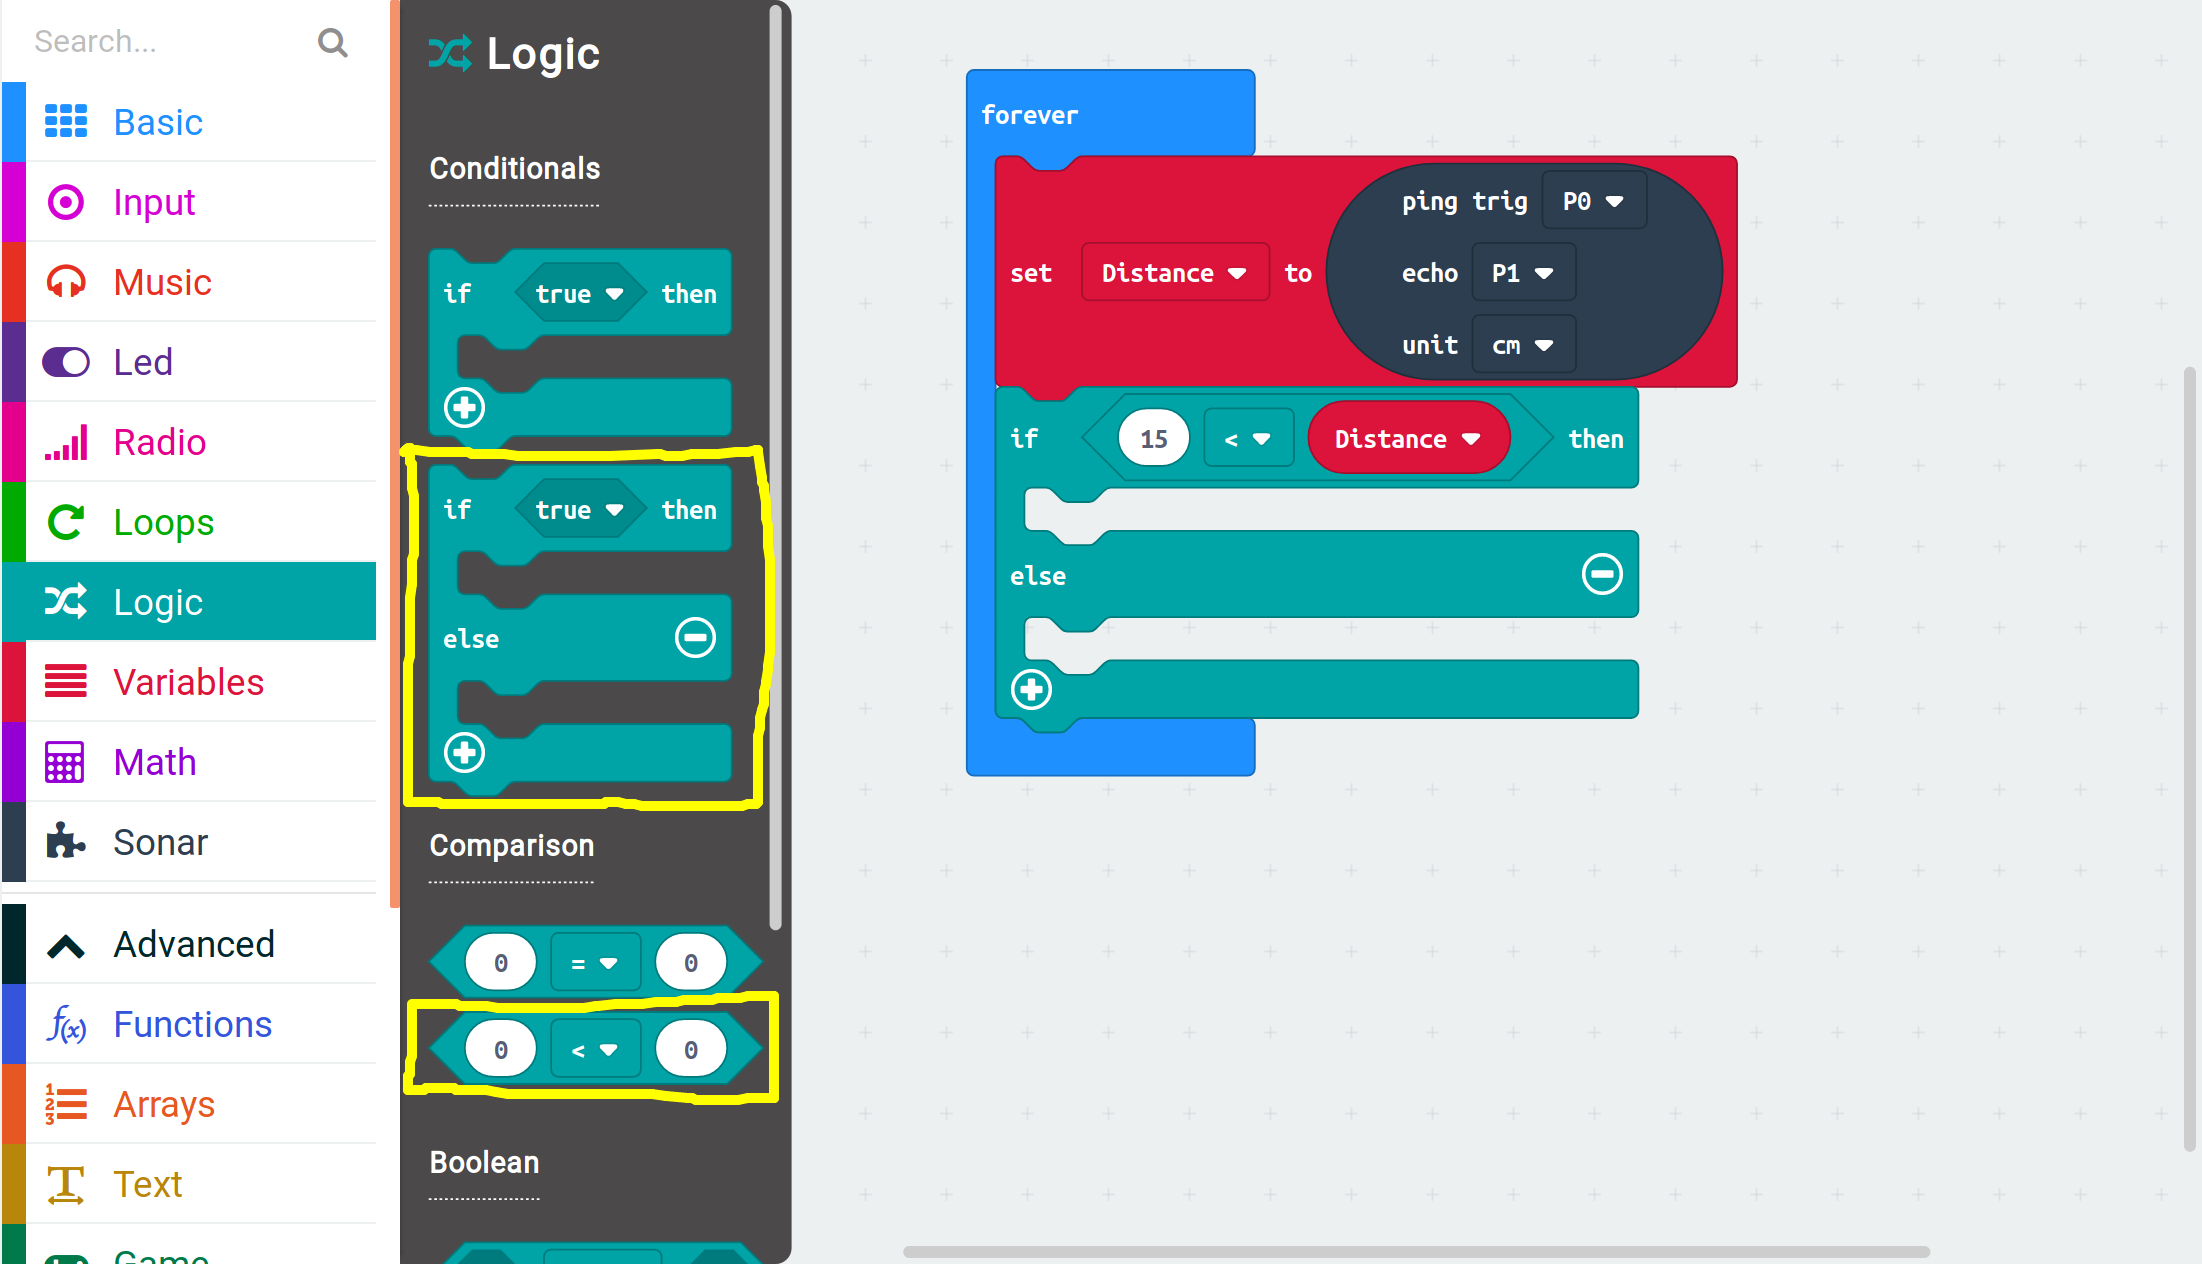 Search...
Basic
Input
Music
Led
Radio
Loops
Logic
Variables
Math
Sonar
Advanced
Functions
Arrays
Text
Game
Logic
Conditionals
if true then
if true then
else
Comparison
0 = 0
0 < 0
Boolean
forever
set Distance to
ping trig P0
echo P1
unit cm
if 15 < Distance then
else